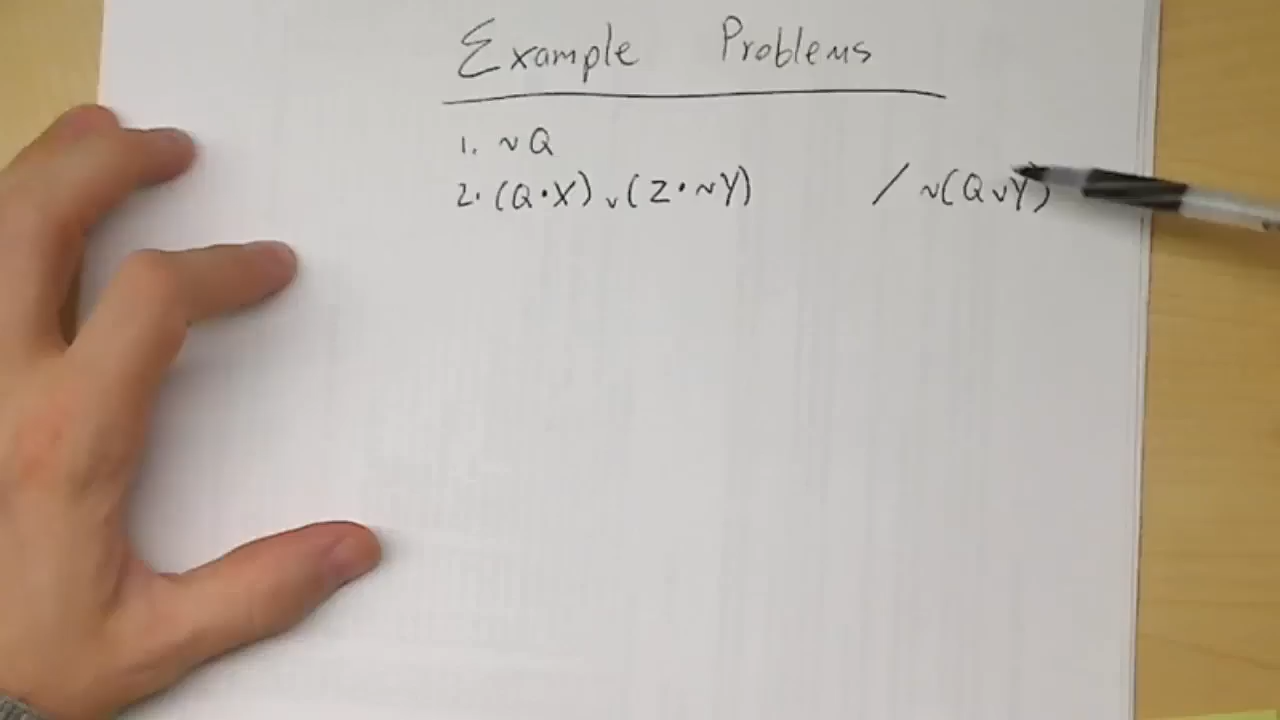 Example Problems
1. ~Q
2. (Q•X) ∨ (Z•~Y) / ~(Q∨Y)